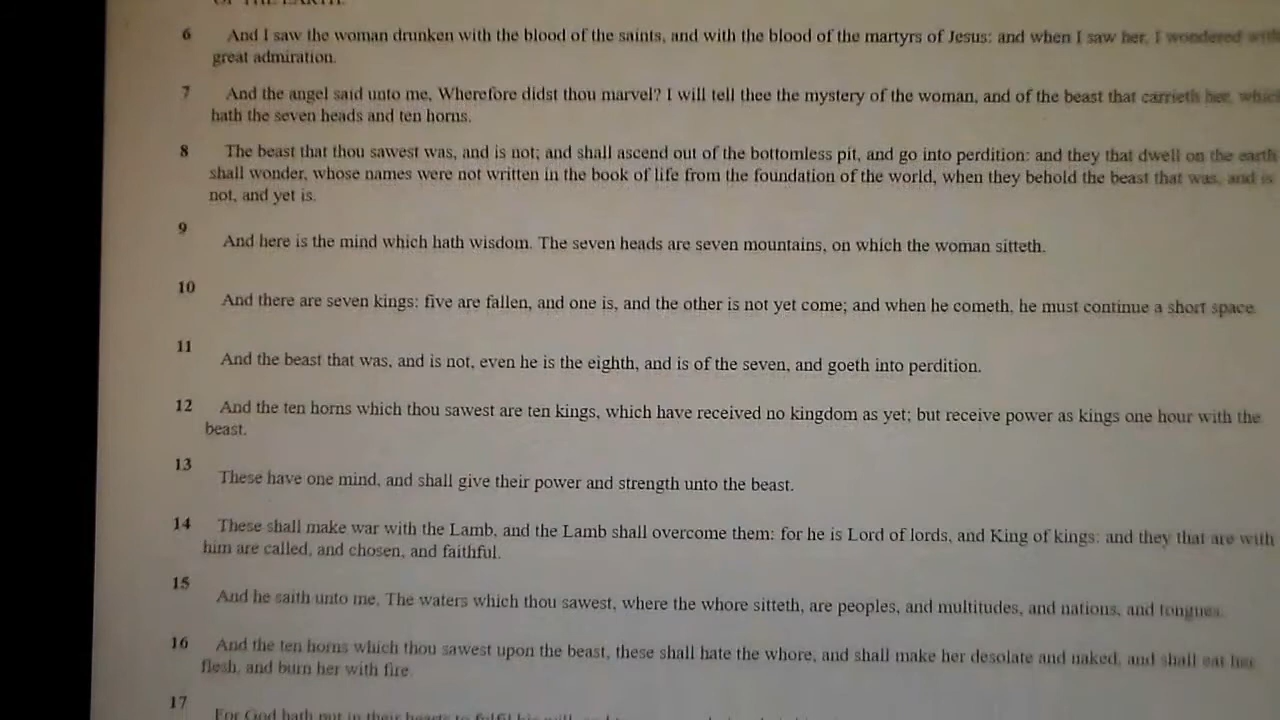 OF THE EARTH.
6 And I saw the woman drunken with the blood of the saints, and with the blood of the martyrs of Jesus: and when I saw her, I wondered with
great admiration.
7 And the angel said unto me, Wherefore didst thou marvel? I will tell thee the mystery of the woman, and of the beast that carrieth her, which
hath the seven heads and ten horns.
8 The beast that thou sawest was, and is not; and shall ascend out of the bottomless pit, and go into perdition: and they that dwell on the earth
shall wonder, whose names were not written in the book of life from the foundation of the world, when they behold the beast that was, and is
not, and yet is.
9 And here is the mind which hath wisdom. The seven heads are seven mountains, on which the woman sitteth.
10 And there are seven kings: five are fallen, and one is, and the other is not yet come; and when he cometh, he must continue a short space.
11 And the beast that was, and is not, even he is the eighth, and is of the seven, and goeth into perdition.
12 And the ten horns which thou sawest are ten kings, which have received no kingdom as yet; but receive power as kings one hour with the
beast.
13 These have one mind, and shall give their power and strength unto the beast.
14 These shall make war with the Lamb, and the Lamb shall overcome them: for he is Lord of lords, and King of kings: and they that are with
him are called, and chosen, and faithful.
15 And he saith unto me, The waters which thou sawest, where the whore sitteth, are peoples, and multitudes, and nations, and tongues.
16 And the ten horns which thou sawest upon the beast, these shall hate the whore, and shall make her desolate and naked, and shall eat her
flesh, and burn her with fire.
17 For God hath put in their hearts to fulfil his will,